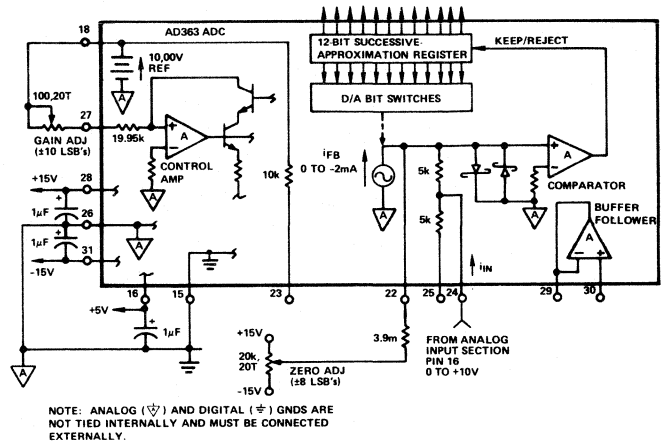 18
AD363 ADC
10,00V
REF
A
100,20T
27
19.95k
GAIN ADJ
(±10 LSB's)
+
−
A
CONTROL
AMP
A
28
+15V
+
1μF
26
+
1μF
31
-15V
A
10k
12-BIT SUCCESSIVE-
APPROXIMATION REGISTER
KEEP/REJECT
D/A BIT SWITCHES
iFB
0 TO −2mA
A
5k
5k
+
−
A
COMPARATOR
A
BUFFER
FOLLOWER
A
−
+
iIN
16
15
23
22
25
24
29
30
+5V
+
1μF
A
+15V
20k,
20T
-15V
ZERO ADJ
(±8 LSB's)
3.9m
FROM ANALOG
INPUT SECTION
PIN 16
0 TO +10V
NOTE: ANALOG (A) AND DIGITAL (⏚) GNDS ARE
NOT TIED INTERNALLY AND MUST BE CONNECTED
EXTERNALLY.